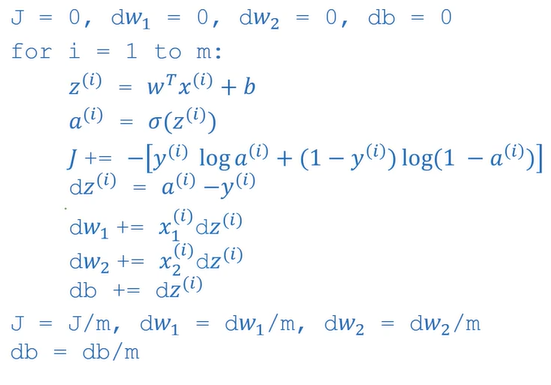 J = 0, dw₁ = 0, dw₂ = 0, db = 0
for i = 1 to m:
z⁽ⁱ⁾ = wᵀx⁽ⁱ⁾ + b
a⁽ⁱ⁾ = σ(z⁽ⁱ⁾)
J += −[y⁽ⁱ⁾ log a⁽ⁱ⁾ + (1 − y⁽ⁱ⁾) log(1 − a⁽ⁱ⁾)]
dz⁽ⁱ⁾ = a⁽ⁱ⁾ −y⁽ⁱ⁾
dw₁ += x₁⁽ⁱ⁾dz⁽ⁱ⁾
dw₂ += x₂⁽ⁱ⁾dz⁽ⁱ⁾
db += dz⁽ⁱ⁾
J = J/m, dw₁ = dw₁/m, dw₂ = dw₂/m
db = db/m